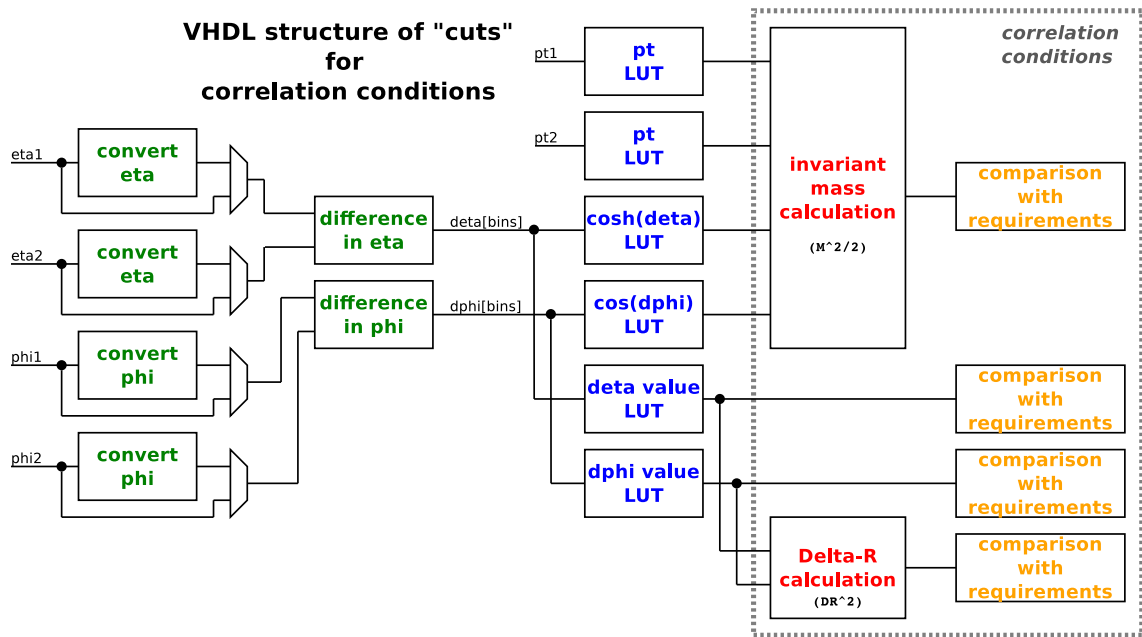 VHDL structure of "cuts"
for
correlation conditions
correlation
conditions
pt1
pt
LUT
pt2
pt
LUT
eta1
convert
eta
eta2
convert
eta
phi1
convert
phi
phi2
convert
phi
difference
in eta
difference
in phi
deta[bins]
dphi[bins]
cosh(deta)
LUT
cos(dphi)
LUT
deta value
LUT
dphi value
LUT
invariant
mass
calculation
(M^2/2)
Delta-R
calculation
(DR^2)
comparison
with
requirements
comparison
with
requirements
comparison
with
requirements
comparison
with
requirements